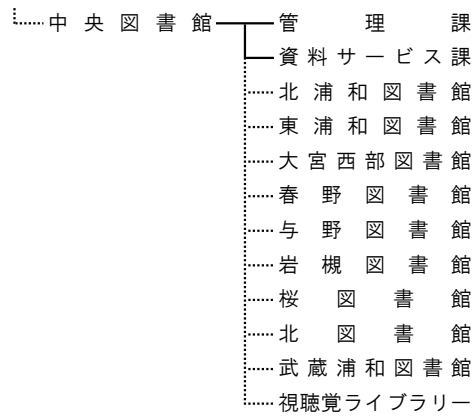 中央図書館 管理課
資料サービス課
北浦和図書館
東浦和図書館
大宮西部図書館
春野図書館
与野図書館
岩槻図書館
桜図書館
北図書館
武蔵浦和図書館
視聴覚ライブラリー